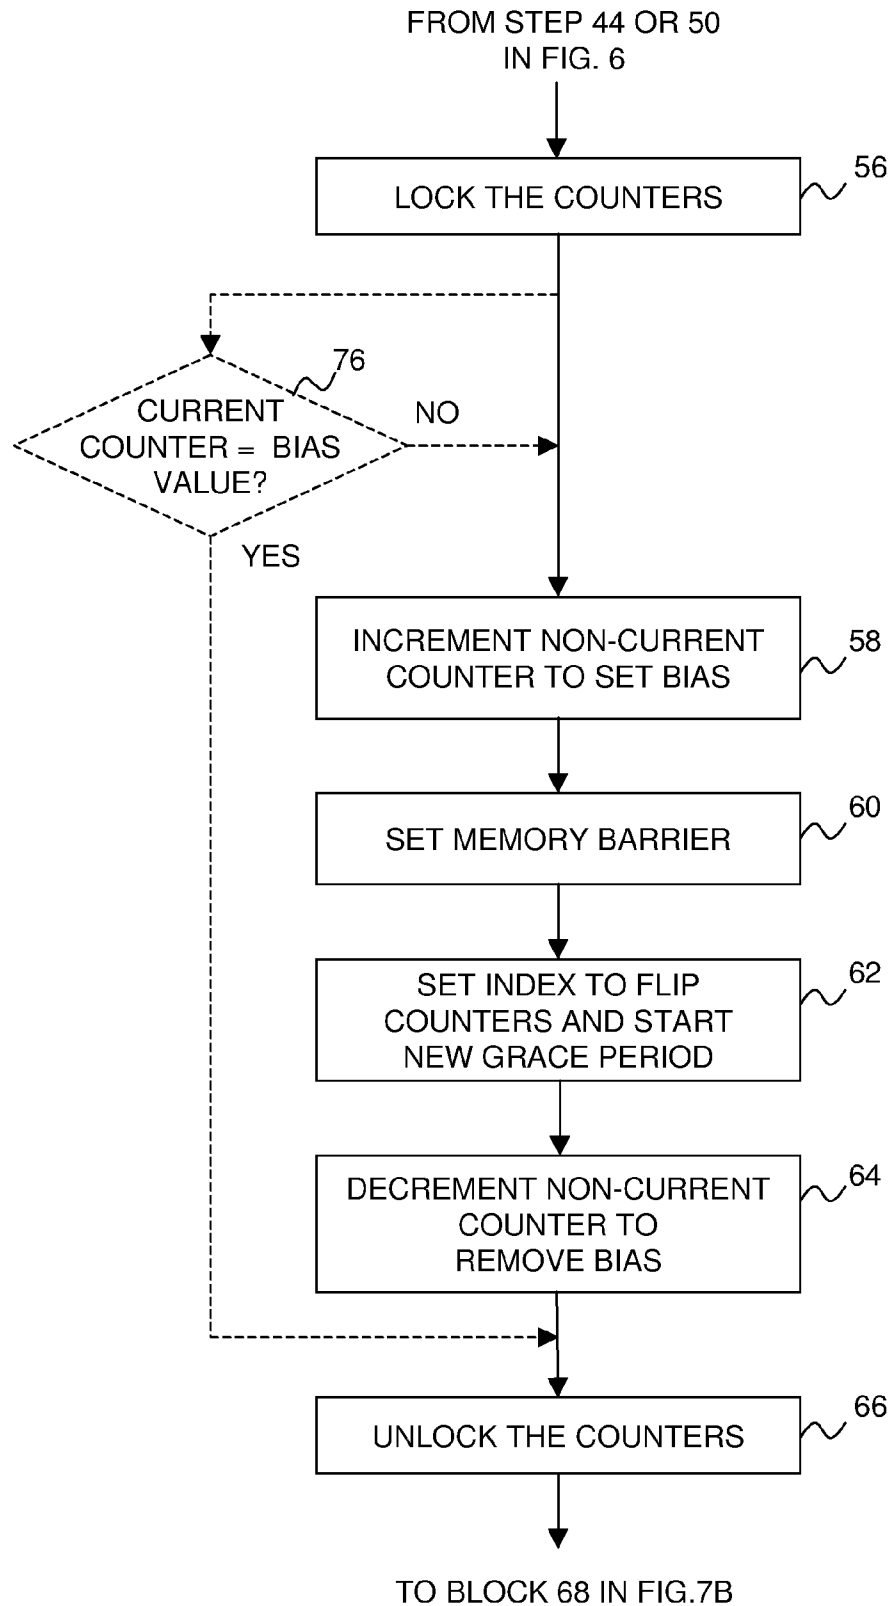 FROM STEP 44 OR 50
IN FIG. 6
56
LOCK THE COUNTERS
76
CURRENT
COUNTER = BIAS
VALUE?
NO
YES
INCREMENT NON-CURRENT
COUNTER TO SET BIAS
58
SET MEMORY BARRIER
60
SET INDEX TO FLIP
COUNTERS AND START
NEW GRACE PERIOD
62
DECREMENT NON-CURRENT
COUNTER TO
REMOVE BIAS
64
UNLOCK THE COUNTERS
66
TO BLOCK 68 IN FIG.7B